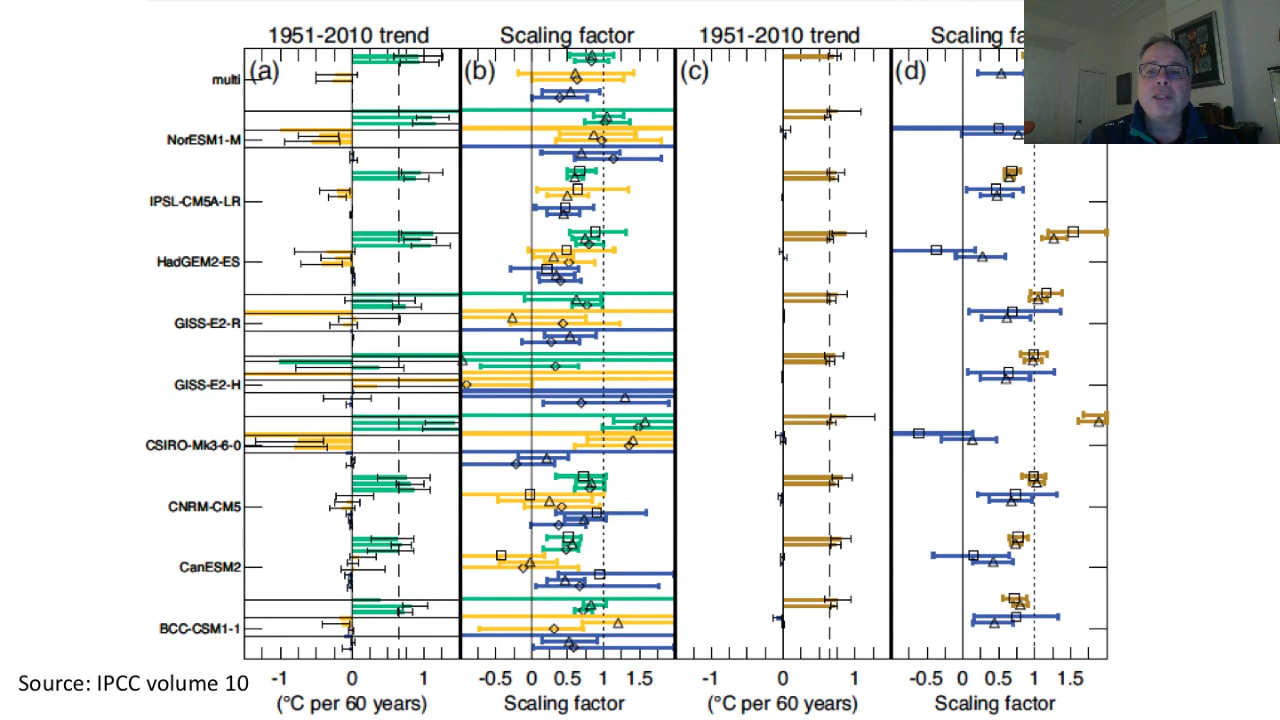 1951-2010 trend
Scaling factor
1951-2010 trend
Scaling fa
(a)
(b)
(c)
(d)
multi
NorESM1-M
IPSL-CM5A-LR
HadGEM2-ES
GISS-E2-R
GISS-E2-H
CSIRO-Mk3-6-0
CNRM-CM5
CanESM2
BCC-CSM1-1
-1 0 1
-0.5 0 0.5 1 1.5
-1 0 1
-0.5 0 0.5 1 1.5
(°C per 60 years)
Scaling factor
(°C per 60 years)
Scaling factor
Source: IPCC volume 10